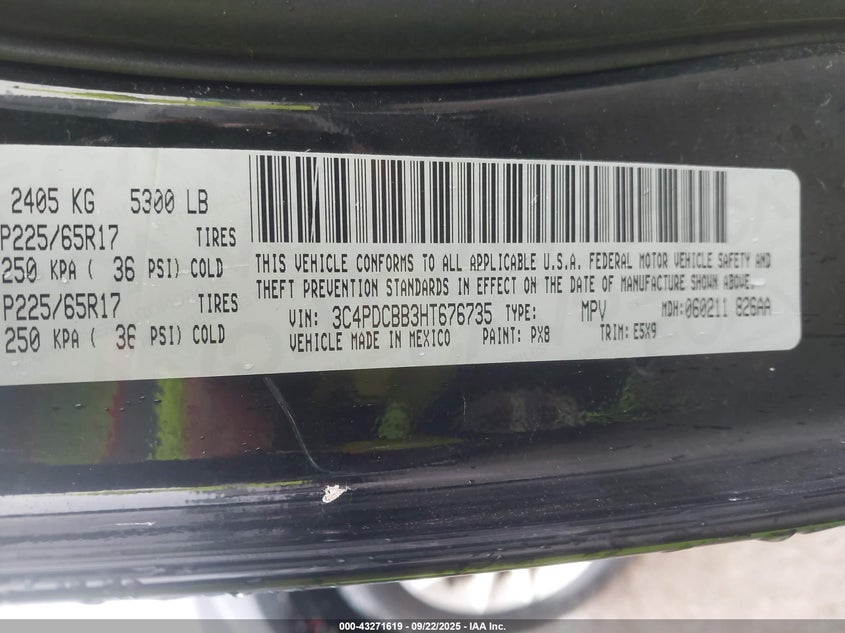 2405 KG 5300 LB
P225/65R17 TIRES
250 KPA ( 36 PSI) COLD
P225/65R17 TIRES
250 KPA ( 36 PSI) COLD
THIS VEHICLE CONFORMS TO ALL APPLICABLE U.S.A. FEDERAL MOTOR VEHICLE SAFETY AND
THEFT PREVENTION STANDARDS IN EFFECT ON THE DATE OF MANUFACTURE SHOWN ABOVE.
VIN: 3C4PDCBB3HT676735 TYPE: MPV MDH:060211 826AA
VEHICLE MADE IN MEXICO PAINT: PX8 TRIM: E5X9
000-43271619 - 09/22/2025 - IAA Inc.